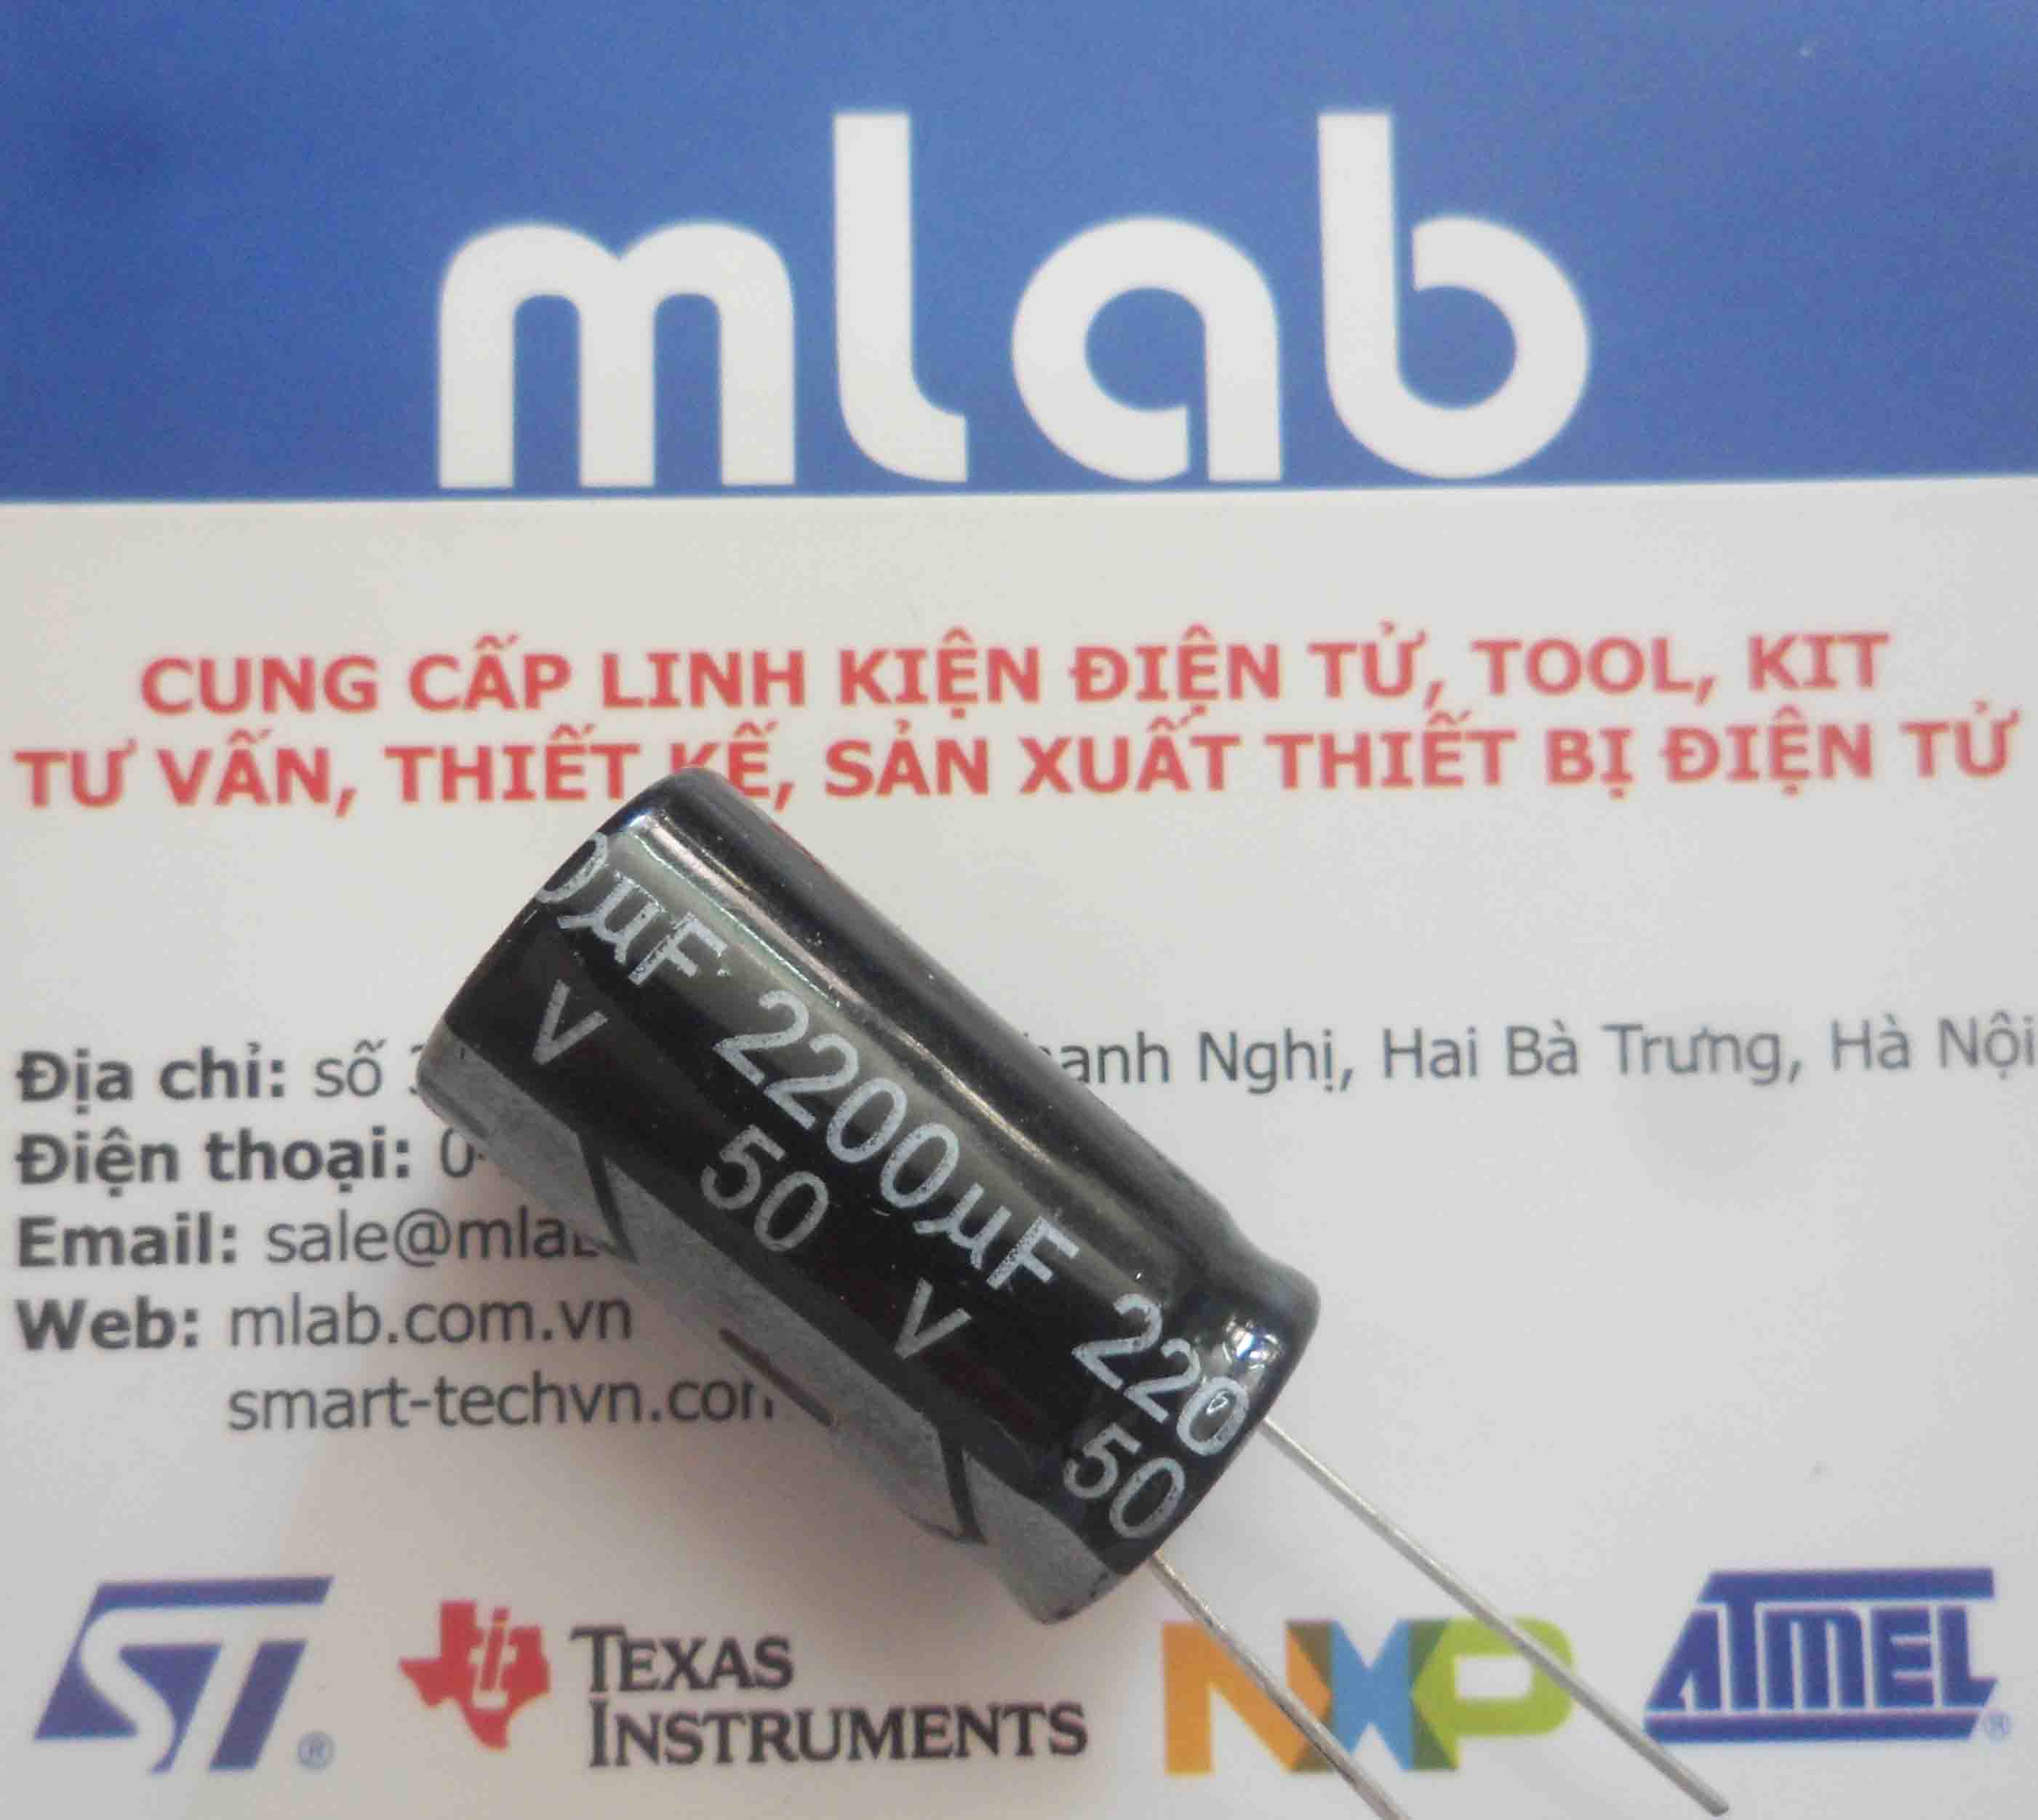 mlab
CUNG CẤP LINH KIỆN ĐIỆN TỬ, TOOL, KIT
TƯ VẤN, THIẾT KẾ, SẢN XUẤT THIẾT BỊ ĐIỆN TỬ
µF 2200µF 220
V 50 V 50
Địa chỉ: số Nghị, Hai Bà Trưng, Hà Nội
Điện thoại: 0
Email: sale@mla
Web: mlab.com.vn
smart-techvn.com
ST ®
TEXAS
INSTRUMENTS
NXP
ATMEL ®